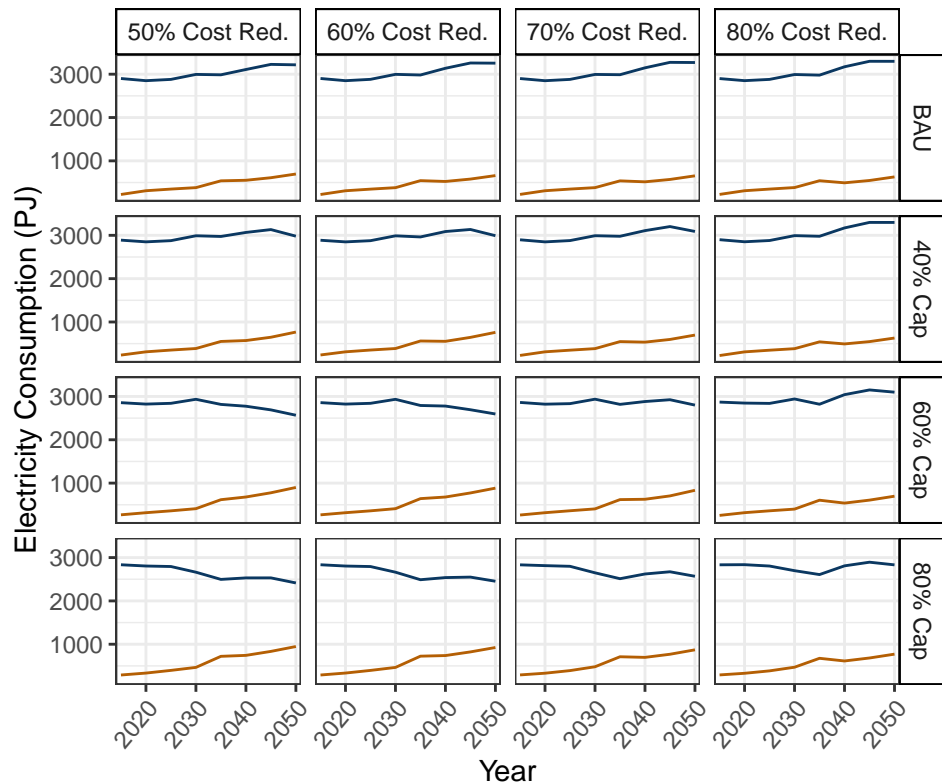 50% Cost Red. 60% Cost Red. 70% Cost Red. 80% Cost Red.
Electricity Consumption (PJ)
3000
2000
1000
BAU
3000
2000
1000
40% Cap
3000
2000
1000
60% Cap
3000
2000
1000
80% Cap
2020 2030 2040 2050 2020 2030 2040 2050 2020 2030 2040 2050 2020 2030 2040 2050
Year